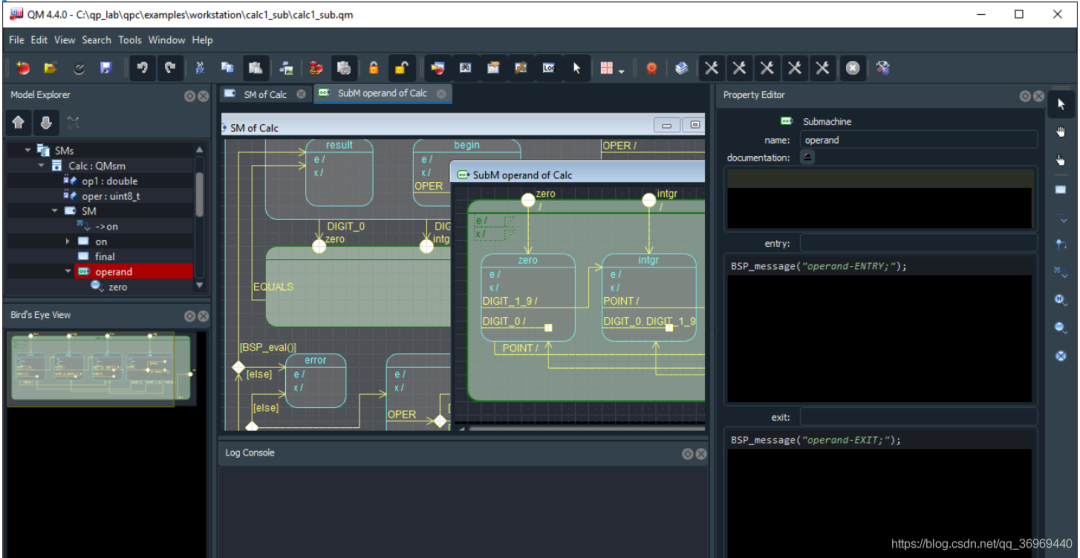 QM 4.4.0 - C:\qp_lab\qpc\examples\workstation\calc1_sub\calc1_sub.qm
File Edit View Search Tools Window Help
Model Explorer
SMs
Calc : QMsm
op1 : double
oper : uint8_t
SM
->on
on
final
operand
zero
Bird's Eye View
SM of Calc
SubM operand of Calc
SM of Calc
result
e /
x /
begin
e /
x /
OPER
OPER /
DIGIT_0
zero
intgr
EQUALS
[BSP_eval()]
[else]
error
e /
x /
[else]
e /
x /
OPER
SubM operand of Calc
zero
/
intgr
/
e /
x /
zero
e /
x /
DIGIT_1_9 /
DIGIT_0 /
POINT /
intgr
e /
x /
POINT /
DIGIT_0, DIGIT_1_9
Log Console
Property Editor
Submachine
name: operand
documentation:
entry:
BSP_message("operand-ENTRY;");
exit:
BSP_message("operand-EXIT;");
https://blog.csdn.net/qq_36969440